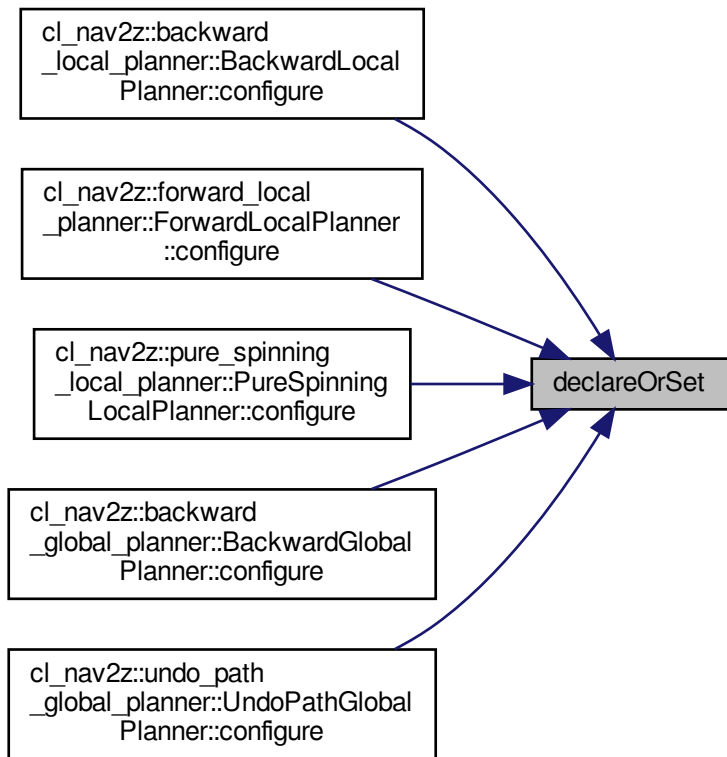 cl_nav2z::backward
_local_planner::BackwardLocal
Planner::configure
cl_nav2z::forward_local
_planner::ForwardLocalPlanner
::configure
cl_nav2z::pure_spinning
_local_planner::PureSpinning
LocalPlanner::configure
declareOrSet
cl_nav2z::backward
_global_planner::BackwardGlobal
Planner::configure
cl_nav2z::undo_path
_global_planner::UndoPathGlobal
Planner::configure